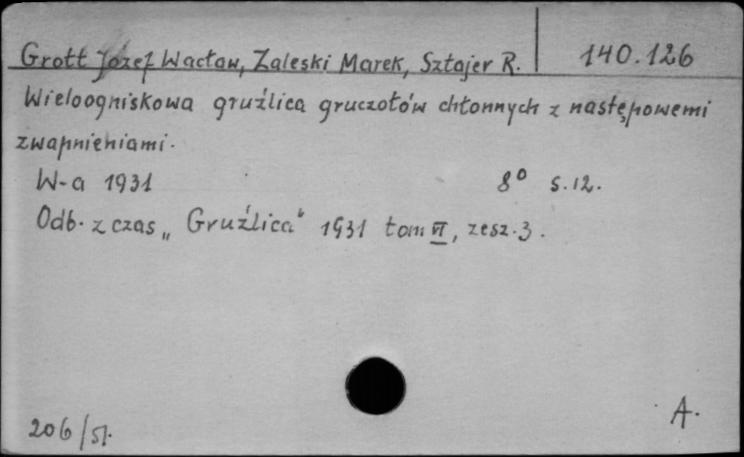 Grott Józef Wacław, Zaleski Marek, Sztajer R. 140.126
Wieloogniskowa gruźlica gruczołów chłonnych z następowemi
zwapnieniami.
W-a 1931 8° s.12.
Odb. z czas „Gruźlica" 1931 tom VI, zesz.3.
A.
206/51.